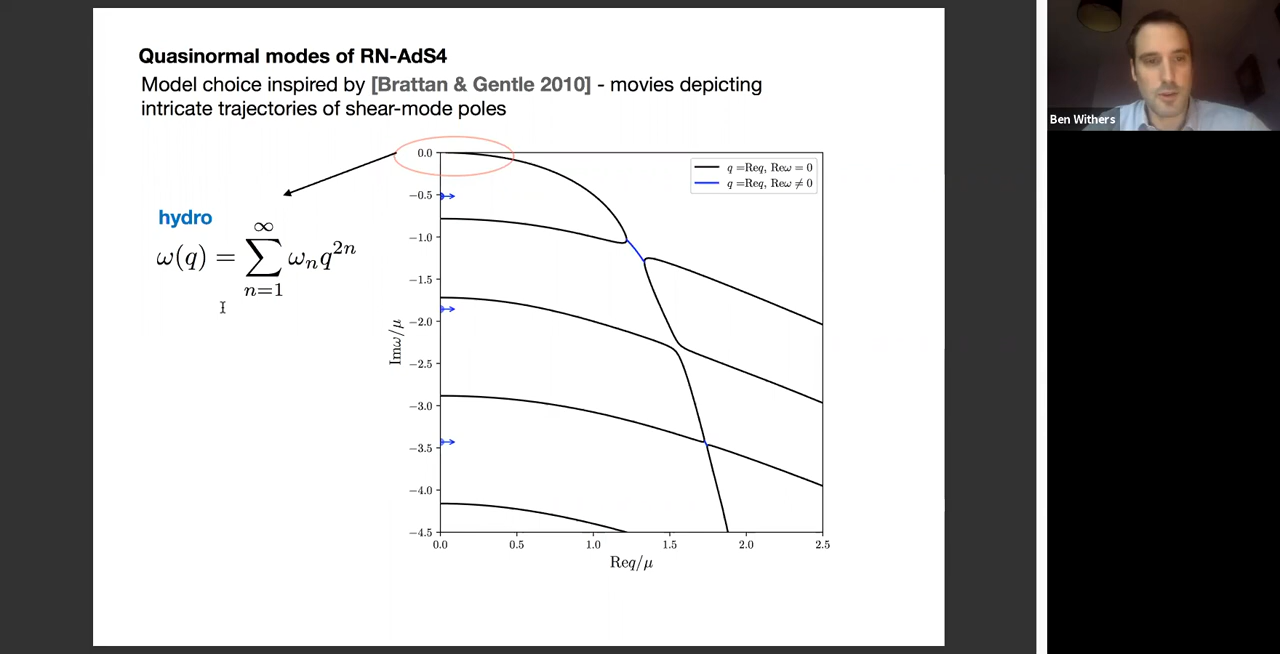 Quasinormal modes of RN-AdS4
Model choice inspired by [Brattan & Gentle 2010] - movies depicting
intricate trajectories of shear-mode poles
hydro
ω(q) = ∑_{n=1}^{∞} ω_n q^{2n}
q =Req, Reω = 0
q =Req, Reω ≠ 0
Imω/μ
0.0
−0.5
−1.0
−1.5
−2.0
−2.5
−3.0
−3.5
−4.0
−4.5
0.0 0.5 1.0 1.5 2.0 2.5
Req/μ
Ben Withers